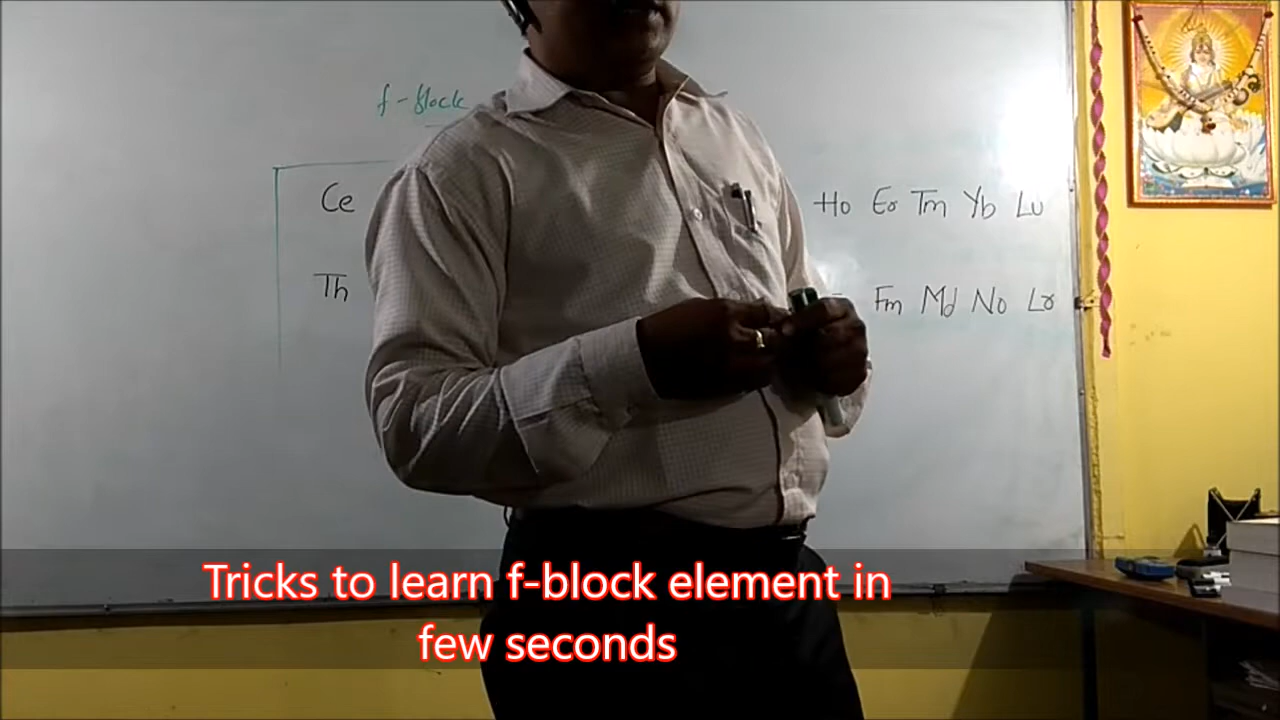 f-block
Ce Ho Er Tm Yb Lu
Th Fm Md No Lr
Tricks to learn f-block element in
few seconds